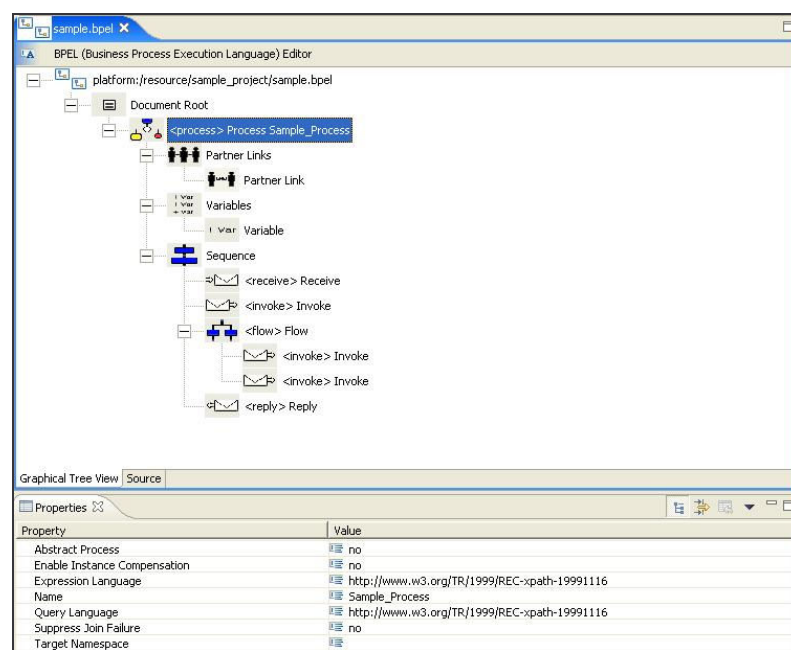 sample.bpel
BPEL (Business Process Execution Language) Editor
platform:/resource/sample_project/sample.bpel
Document Root
<process> Process Sample_Process
Partner Links
Partner Link
Variables
Variable
Sequence
<receive> Receive
<invoke> Invoke
<flow> Flow
<invoke> Invoke
<invoke> Invoke
<reply> Reply
Graphical Tree View Source
Properties
Property Value
Abstract Process no
Enable Instance Compensation no
Expression Language http://www.w3.org/TR/1999/REC-xpath-19991116
Name Sample_Process
Query Language http://www.w3.org/TR/1999/REC-xpath-19991116
Suppress Join Failure no
Target Namespace